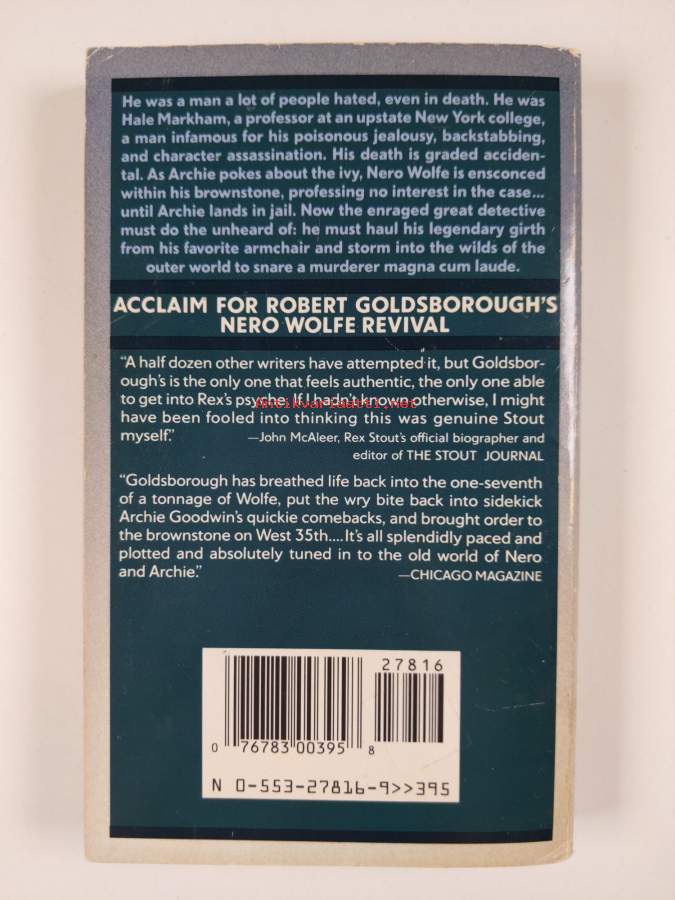 He was a man a lot of people hated, even in death. He was
Hale Markham, a professor at an upstate New York college,
a man infamous for his poisonous jealousy, backstabbing,
and character assassination. His death is graded acciden-
tal. As Archie pokes about the ivy, Nero Wolfe is ensconced
within his brownstone, professing no interest in the case...
until Archie lands in jail. Now the enraged great detective
must do the unheard of: he must haul his legendary girth
from his favorite armchair and storm into the wilds of the
outer world to snare a murderer magna cum laude.
ACCLAIM FOR ROBERT GOLDSBOROUGH'S
NERO WOLFE REVIVAL
"A half dozen other writers have attempted it, but Goldsbor-
ough's is the only one that feels authentic, the only one able
to get into Rex's psyche. If I hadn't known otherwise, I might
antikvariaatti.net
have been fooled into thinking this was genuine Stout
myself." —John McAleer, Rex Stout's official biographer and
editor of THE STOUT JOURNAL
"Goldsborough has breathed life back into the one-seventh
of a tonnage of Wolfe, put the wry bite back into sidekick
Archie Goodwin's quickie comebacks, and brought order to
the brownstone on West 35th....It's all splendidly paced and
plotted and absolutely tuned in to the old world of Nero
and Archie." —CHICAGO MAGAZINE
27816
0 76783 00395 8
N 0-553-27816-9>>395